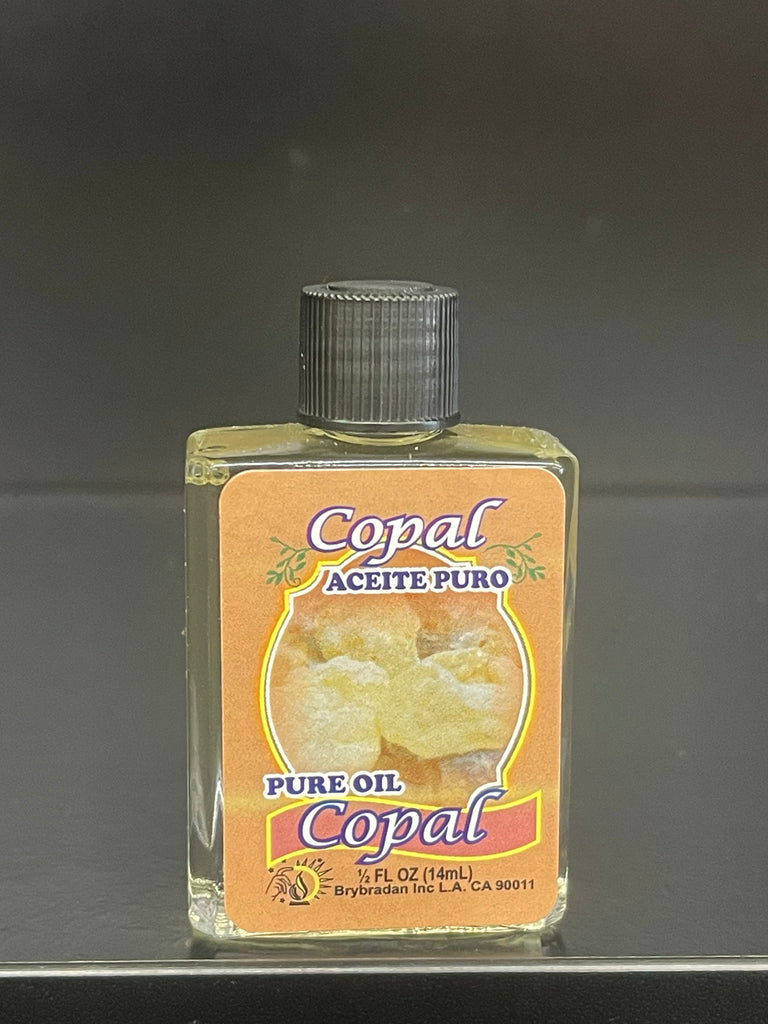 Copal
ACEITE PURO
PURE OIL
Copal
½ FL OZ (14mL)
Brybradan Inc L.A. CA 90011